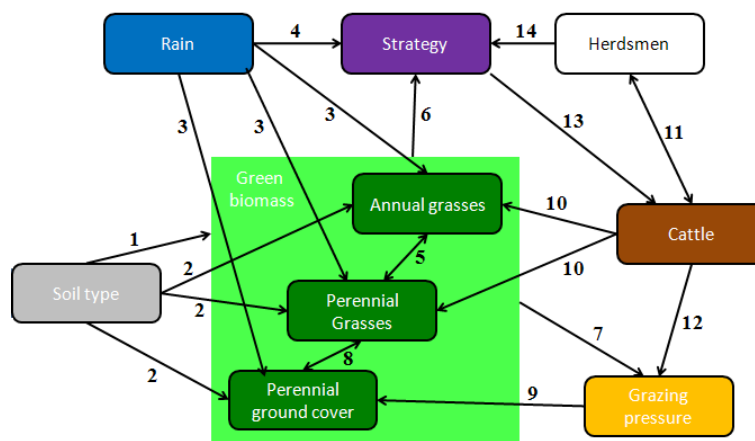 Rain
4
Strategy
14
Herdsmen
3
3
3
6
13
11
Green
biomass
Annual grasses
10
Cattle
1
2
5
10
Soil type
2
Perennial
Grasses
7
12
2
8
Perennial
ground cover
9
Grazing
pressure